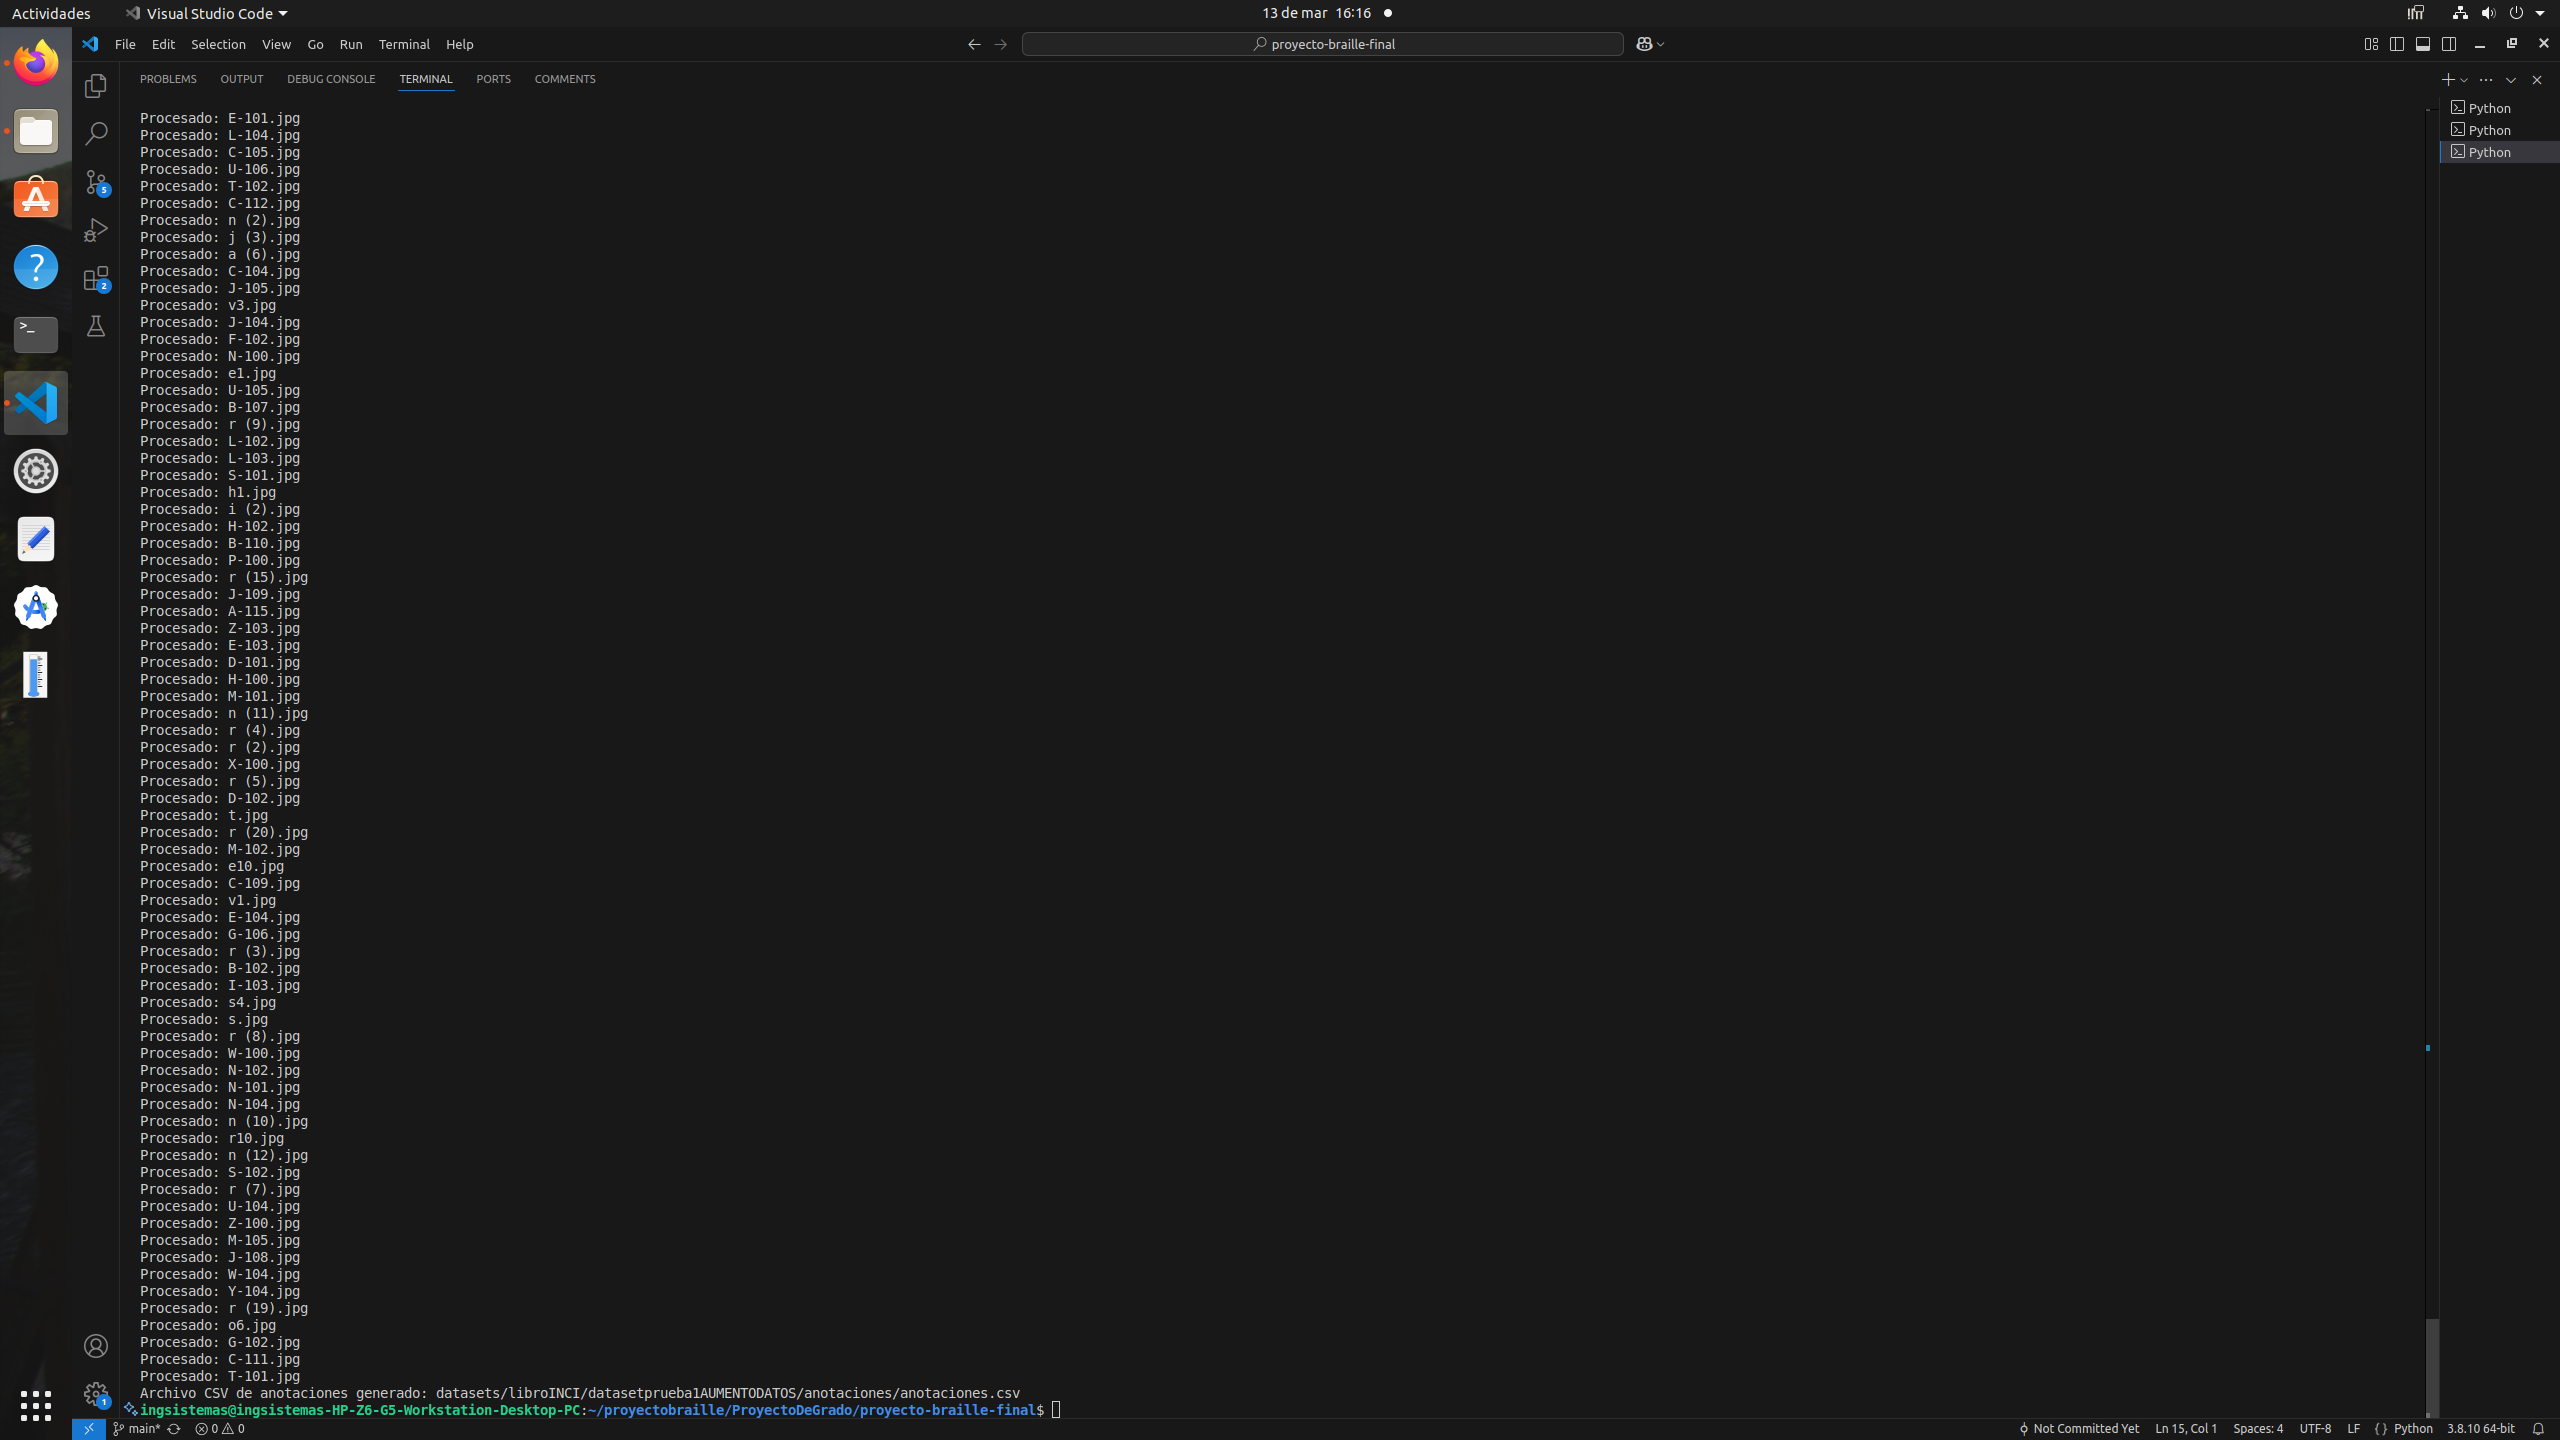 Actividades
Visual Studio Code
13 de mar 16:16
File Edit Selection View Go Run Terminal Help
proyecto-braille-final
PROBLEMS OUTPUT DEBUG CONSOLE TERMINAL PORTS COMMENTS
Python
Python
Python
5
2
1
Procesado: E-101.jpg
Procesado: L-104.jpg
Procesado: C-105.jpg
Procesado: U-106.jpg
Procesado: T-102.jpg
Procesado: C-112.jpg
Procesado: n (2).jpg
Procesado: j (3).jpg
Procesado: a (6).jpg
Procesado: C-104.jpg
Procesado: J-105.jpg
Procesado: v3.jpg
Procesado: J-104.jpg
Procesado: F-102.jpg
Procesado: N-100.jpg
Procesado: e1.jpg
Procesado: U-105.jpg
Procesado: B-107.jpg
Procesado: r (9).jpg
Procesado: L-102.jpg
Procesado: L-103.jpg
Procesado: S-101.jpg
Procesado: h1.jpg
Procesado: i (2).jpg
Procesado: H-102.jpg
Procesado: B-110.jpg
Procesado: P-100.jpg
Procesado: r (15).jpg
Procesado: J-109.jpg
Procesado: A-115.jpg
Procesado: Z-103.jpg
Procesado: E-103.jpg
Procesado: D-101.jpg
Procesado: H-100.jpg
Procesado: M-101.jpg
Procesado: n (11).jpg
Procesado: r (4).jpg
Procesado: r (2).jpg
Procesado: X-100.jpg
Procesado: r (5).jpg
Procesado: D-102.jpg
Procesado: t.jpg
Procesado: r (20).jpg
Procesado: M-102.jpg
Procesado: e10.jpg
Procesado: C-109.jpg
Procesado: v1.jpg
Procesado: E-104.jpg
Procesado: G-106.jpg
Procesado: r (3).jpg
Procesado: B-102.jpg
Procesado: I-103.jpg
Procesado: s4.jpg
Procesado: s.jpg
Procesado: r (8).jpg
Procesado: W-100.jpg
Procesado: N-102.jpg
Procesado: N-101.jpg
Procesado: N-104.jpg
Procesado: n (10).jpg
Procesado: r10.jpg
Procesado: n (12).jpg
Procesado: S-102.jpg
Procesado: r (7).jpg
Procesado: U-104.jpg
Procesado: Z-100.jpg
Procesado: M-105.jpg
Procesado: J-108.jpg
Procesado: W-104.jpg
Procesado: Y-104.jpg
Procesado: r (19).jpg
Procesado: o6.jpg
Procesado: G-102.jpg
Procesado: C-111.jpg
Procesado: T-101.jpg
Archivo CSV de anotaciones generado: datasets/libroINCI/datasetprueba1AUMENTODATOS/anotaciones/anotaciones.csv
ingsistemas@ingsistemas-HP-Z6-G5-Workstation-Desktop-PC:~/proyectobraille/ProyectoDeGrado/proyecto-braille-final$
main* 0 0 Not Committed Yet Ln 15, Col 1 Spaces: 4 UTF-8 LF {} Python 3.8.10 64-bit